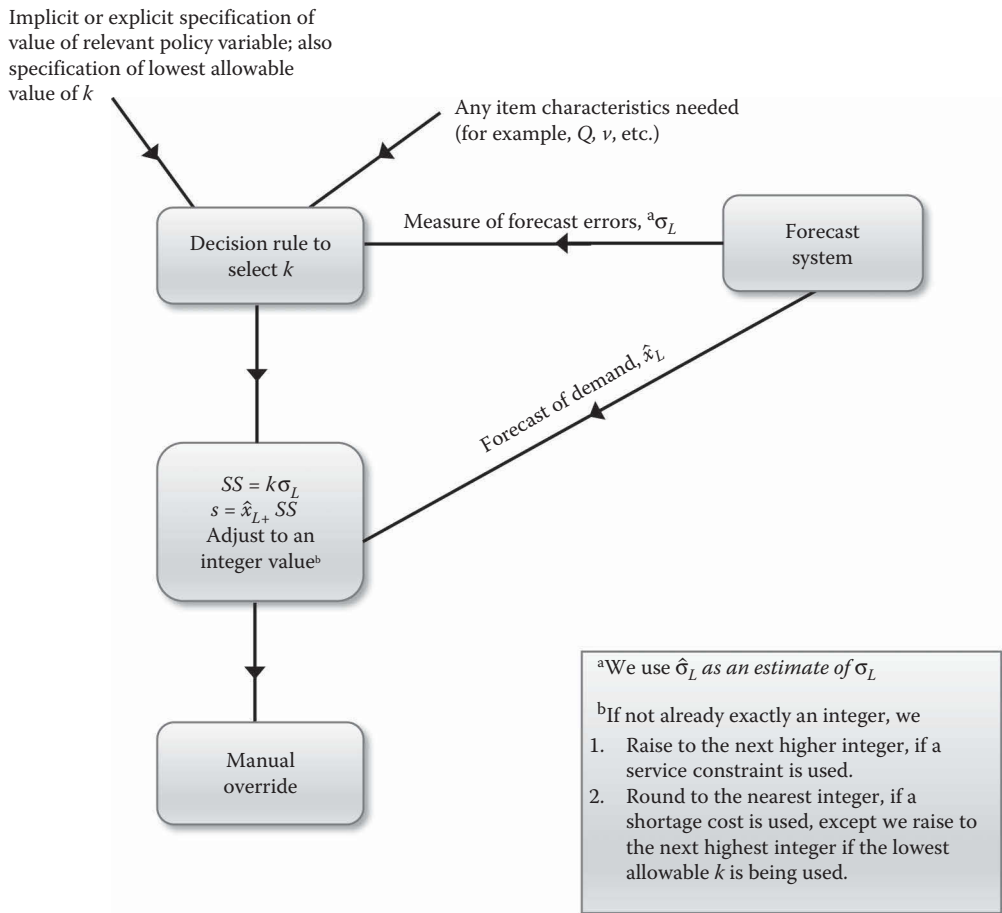 Implicit or explicit specification of
value of relevant policy variable; also
specification of lowest allowable
value of k
Any item characteristics needed
(for example, Q, v, etc.)
Measure of forecast errors, ᵃσ_L
Decision rule to
select k
Forecast
system
Forecast of demand, x̂_L
SS = kσ_L
s = x̂_{L+} SS
Adjust to an
integer valueᵇ
Manual
override
ᵃWe use σ̂_L as an estimate of σ_L
ᵇIf not already exactly an integer, we
1. Raise to the next higher integer, if a
service constraint is used.
2. Round to the nearest integer, if a
shortage cost is used, except we raise to
the next highest integer if the lowest
allowable k is being used.